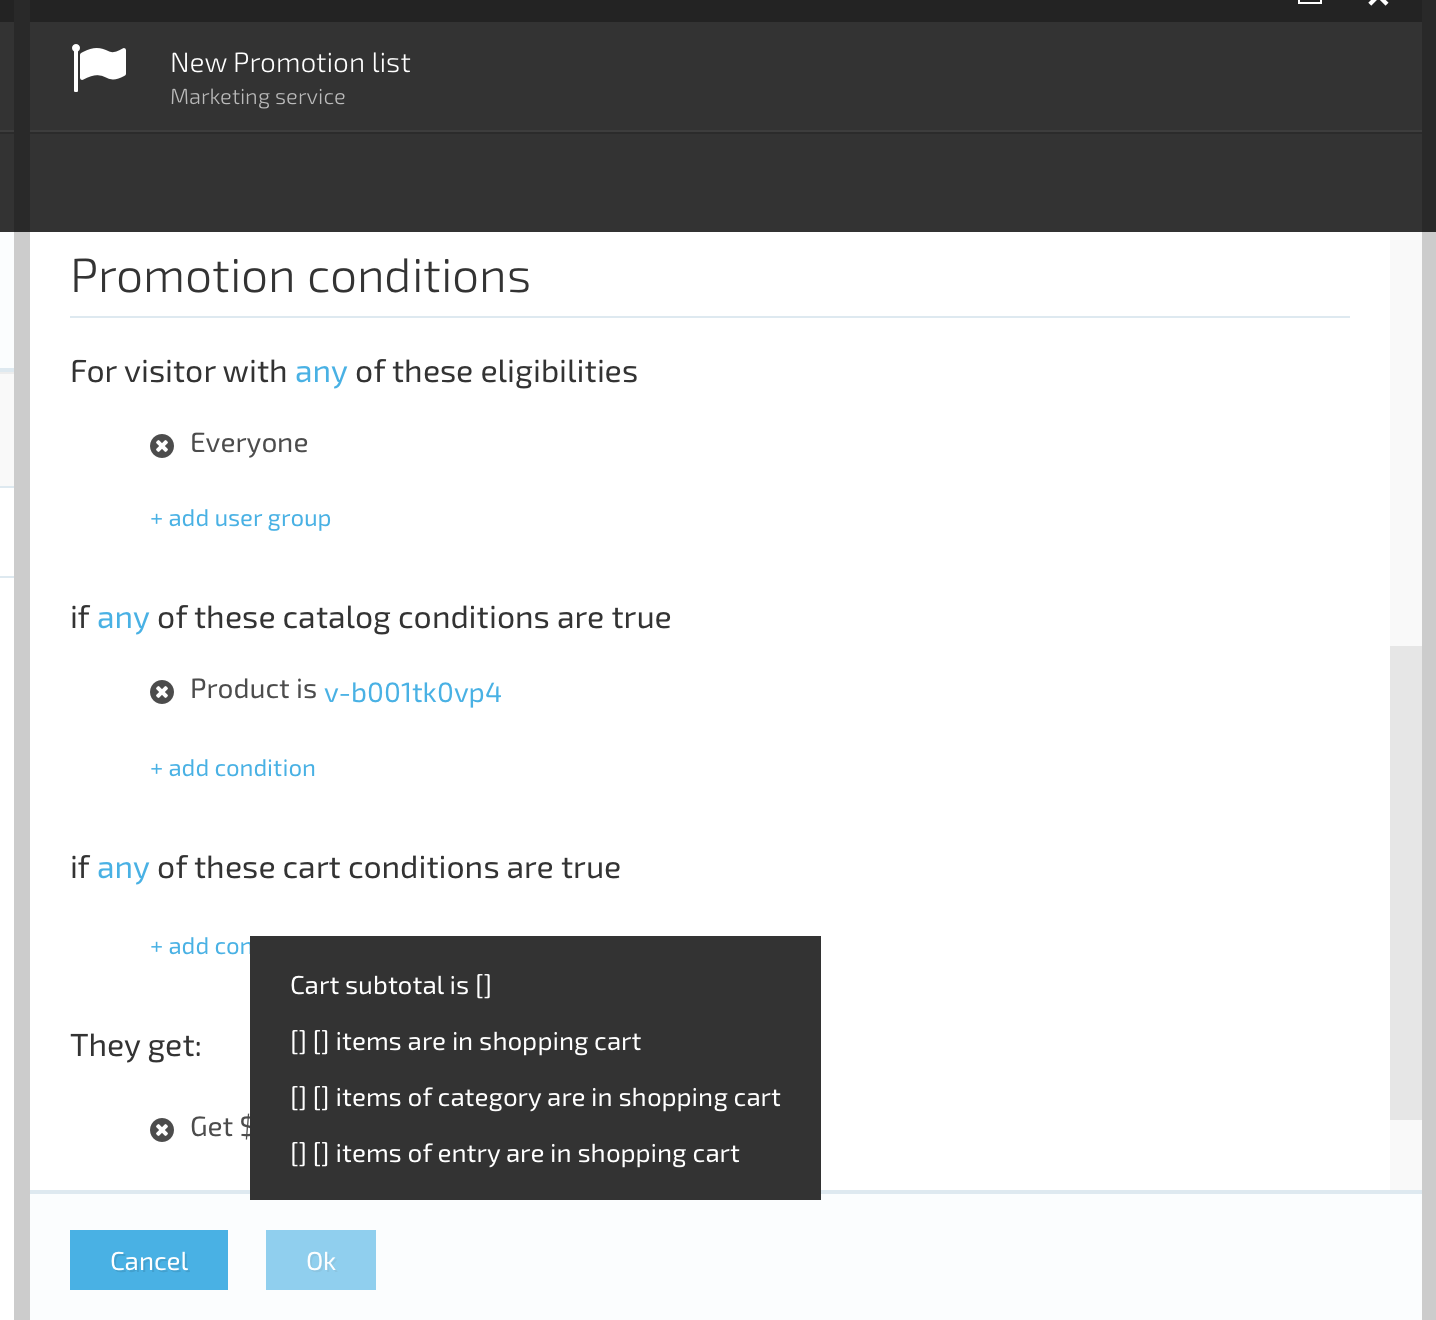 New Promotion list
Marketing service
Promotion conditions
For visitor with any of these eligibilities
Everyone
+ add user group
if any of these catalog conditions are true
Product is v-b001tk0vp4
+ add condition
if any of these cart conditions are true
+ add con
Cart subtotal is []
[] [] items are in shopping cart
[] [] items of category are in shopping cart
[] [] items of entry are in shopping cart
They get:
Get $
Cancel
Ok